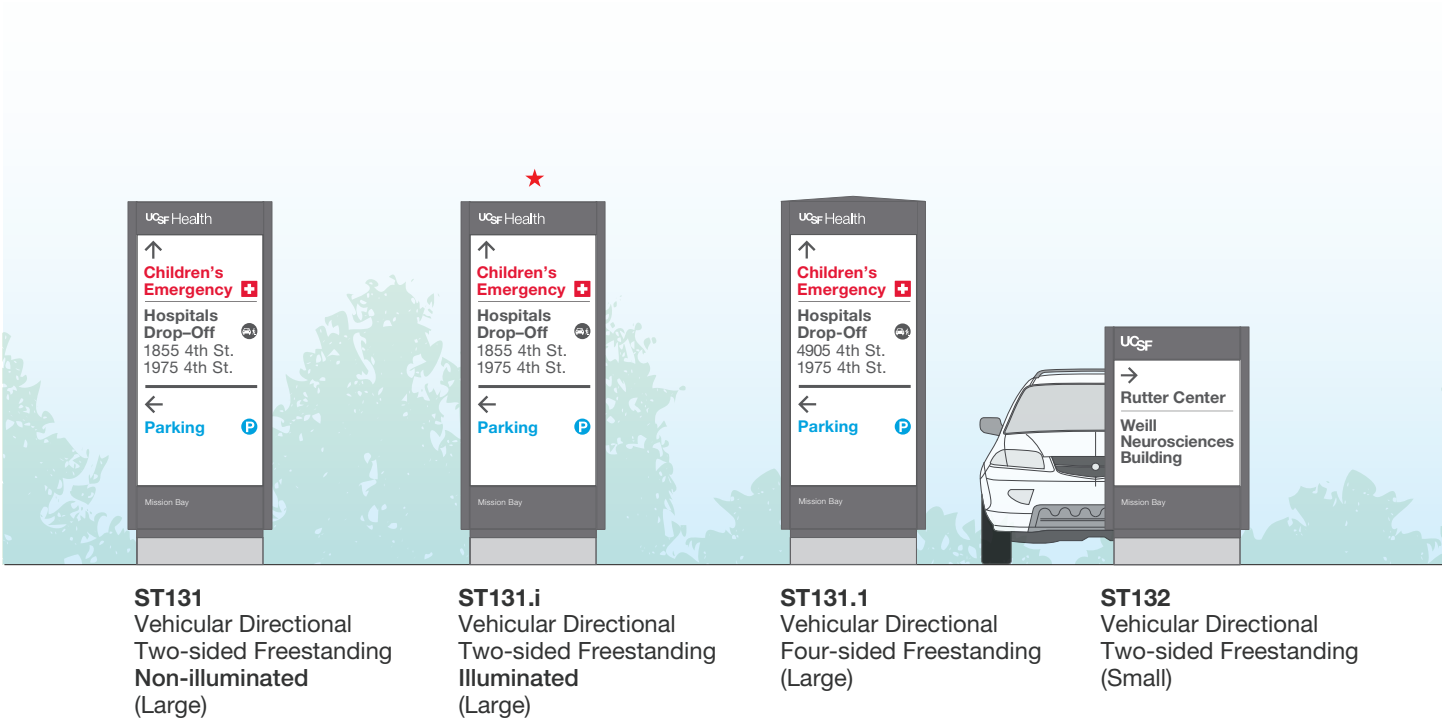 UCSF Health
Children's
Emergency
Hospitals
Drop–Off
1855 4th St.
1975 4th St.
Parking P
Mission Bay
ST131
Vehicular Directional
Two-sided Freestanding
Non-illuminated
(Large)
UCSF Health
Children's
Emergency
Hospitals
Drop–Off
1855 4th St.
1975 4th St.
Parking P
Mission Bay
ST131.i
Vehicular Directional
Two-sided Freestanding
Illuminated
(Large)
UCSF Health
Children's
Emergency
Hospitals
Drop-Off
4905 4th St.
1975 4th St.
Parking P
Mission Bay
ST131.1
Vehicular Directional
Four-sided Freestanding
(Large)
UCSF
Rutter Center
Weill
Neurosciences
Building
Mission Bay
ST132
Vehicular Directional
Two-sided Freestanding
(Small)